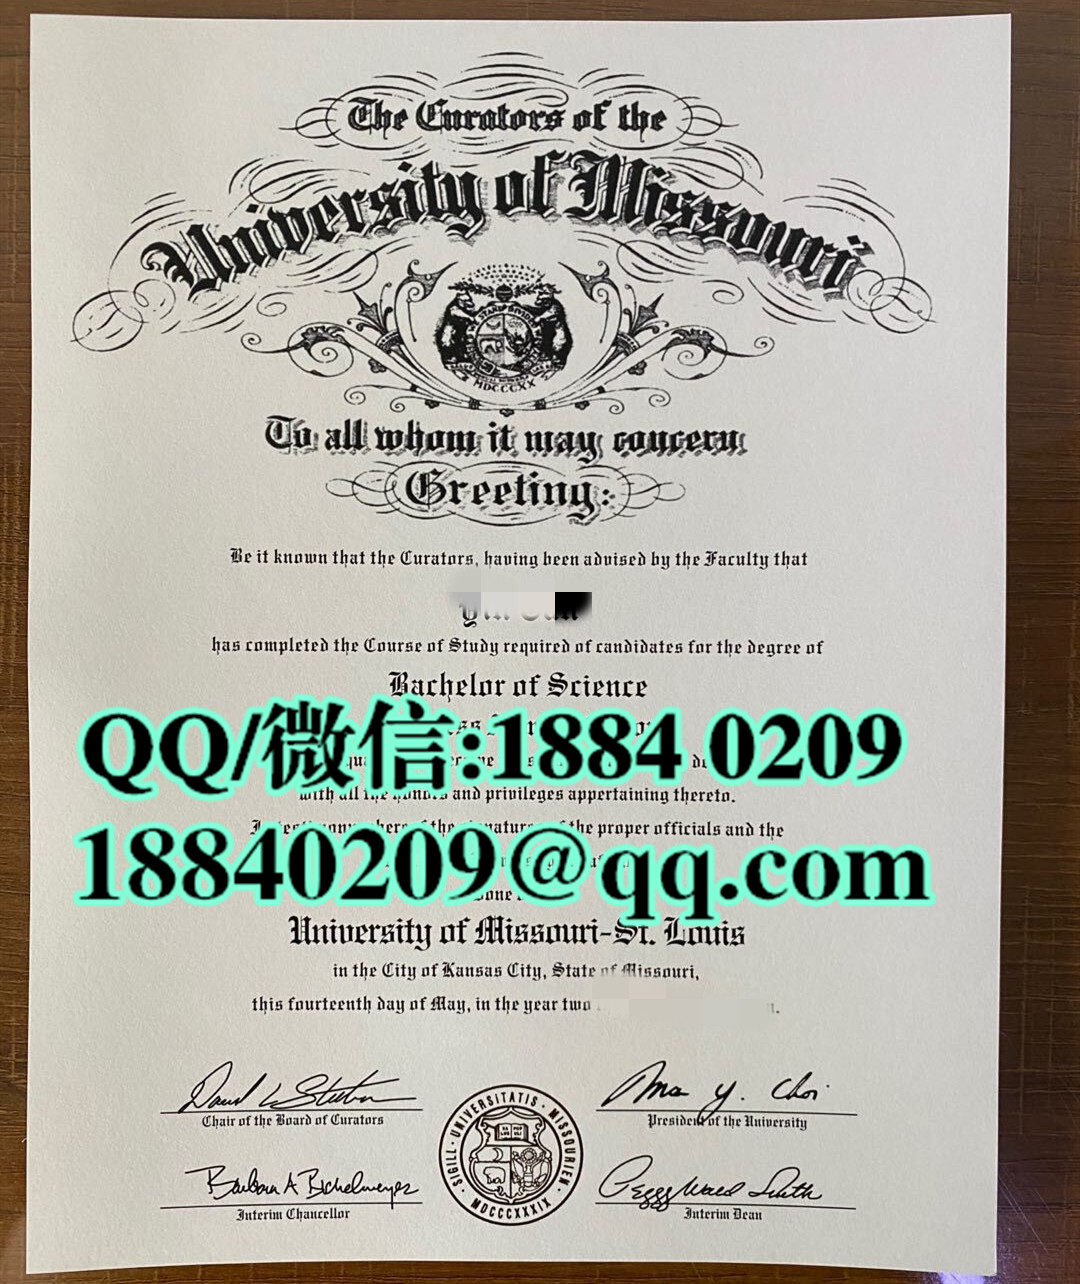 The Curators of the
University of Missouri
MDCCCXX
To all whom it may concern
Greeting:
Be it known that the Curators, having been advised by the Faculty that
has completed the Course of Study required of candidates for the degree of
Bachelor of Science
QQ/微信:1884 0209
with all the honors and privileges appertaining thereto.
the proper officials and the
18840209@qq.com
University of Missouri-St. Louis
in the City of Kansas City, State of Missouri,
this fourteenth day of May, in the year two
Chair of the Board of Curators
President of the University
SIGILL · UNIVERSITATIS · MISSOURIEN ·
MDCCCXXXIX
Interim Chancellor
Interim Dean